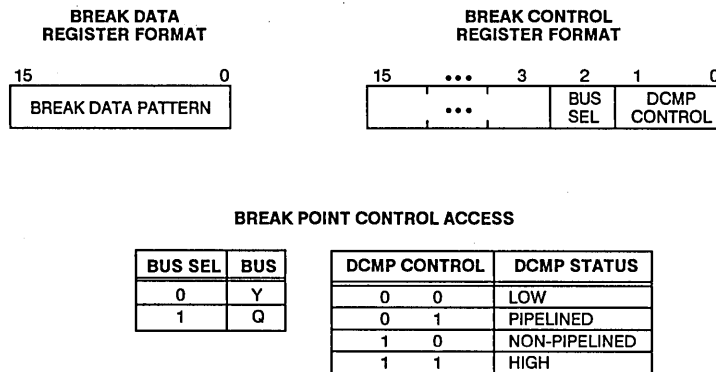 BREAK DATA
REGISTER FORMAT
15 0
BREAK DATA PATTERN
BREAK CONTROL
REGISTER FORMAT
15 ••• 3 2 1 0
••• BUS SEL DCMP CONTROL
BREAK POINT CONTROL ACCESS
BUS SEL BUS
0 Y
1 Q
DCMP CONTROL DCMP STATUS
0 0 LOW
0 1 PIPELINED
1 0 NON-PIPELINED
1 1 HIGH